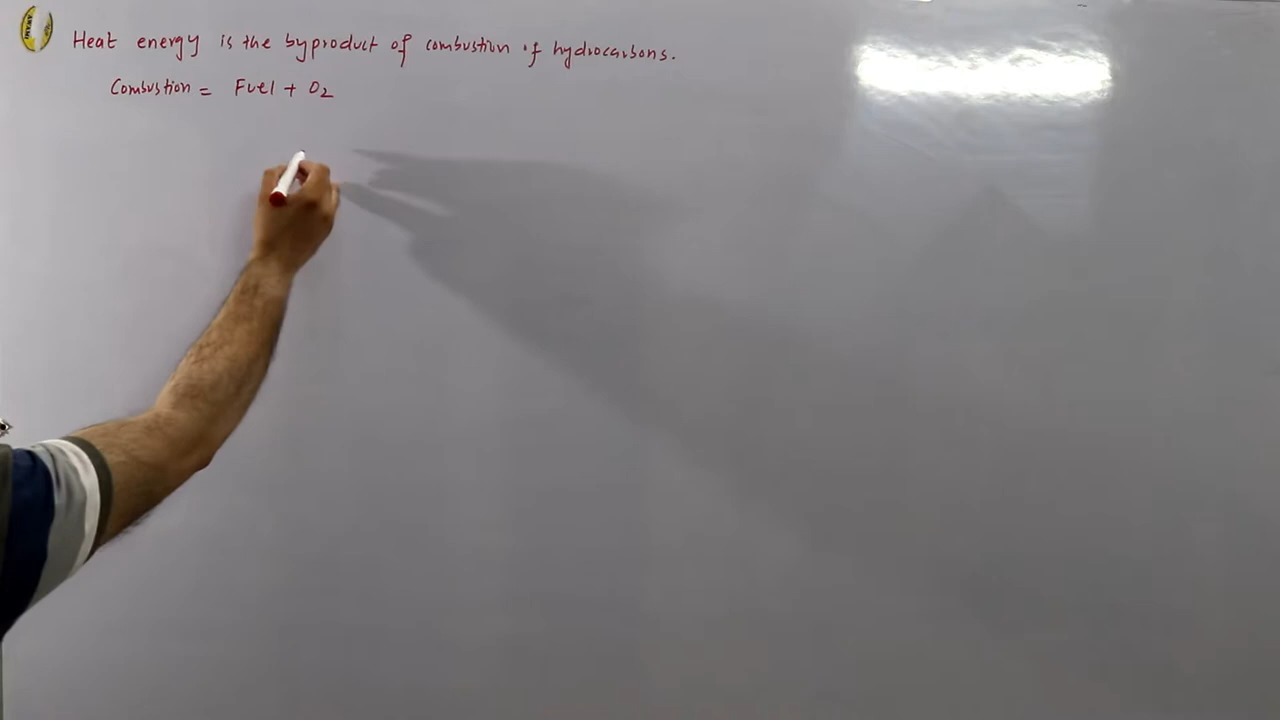 Heat energy is the byproduct of combustion of hydrocarbons.
Combustion = Fuel + O₂